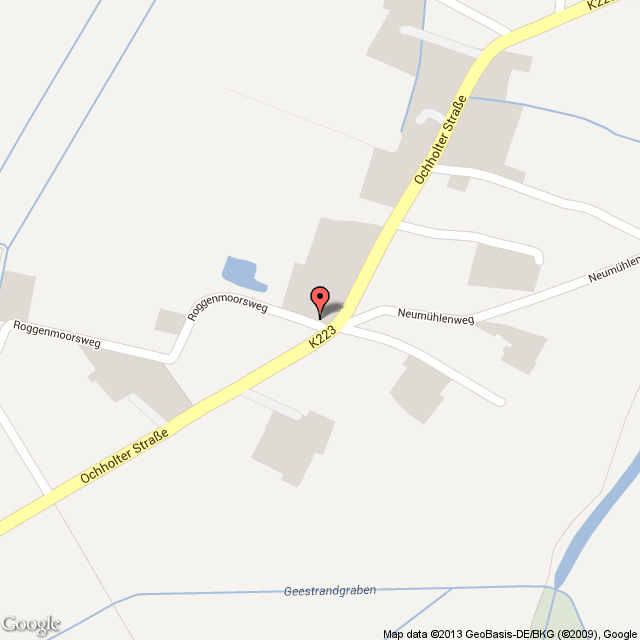 K22
Ochholter Straße
Neumühlen
Roggenmoorsweg
Neumühlenweg
Roggenmoorsweg
K223
Ochholter Straße
Geestrandgraben
Google
Map data ©2013 GeoBasis-DE/BKG (©2009), Google